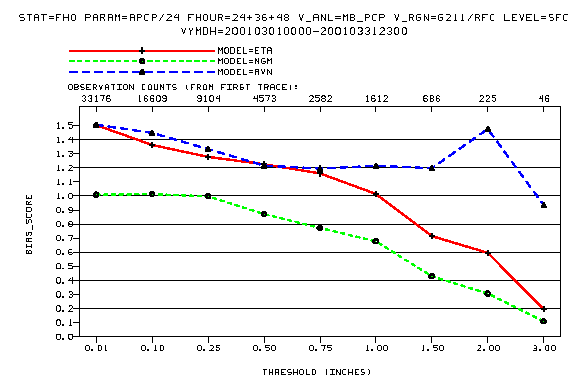 STAT=FHO PARAM=APCP/24 FHOUR=24+36+48 V_ANL=MB_PCP V_RGN=G211/RFC LEVEL=SFC
VYMDH=200103010000-200103312300
MODEL=ETA
MODEL=NGM
MODEL=AVN
OBSERVATION COUNTS (FROM FIRST TRACE):
33176 16609 9104 4573 2582 1612 686 225 46
1.5
1.4
1.3
1.2
1.1
1.0
0.9
0.8
0.7
0.6
0.5
0.4
0.3
0.2
0.1
0.0
BIAS_SCORE
0.01 0.10 0.25 0.50 0.75 1.00 1.50 2.00 3.00
THRESHOLD (INCHES)